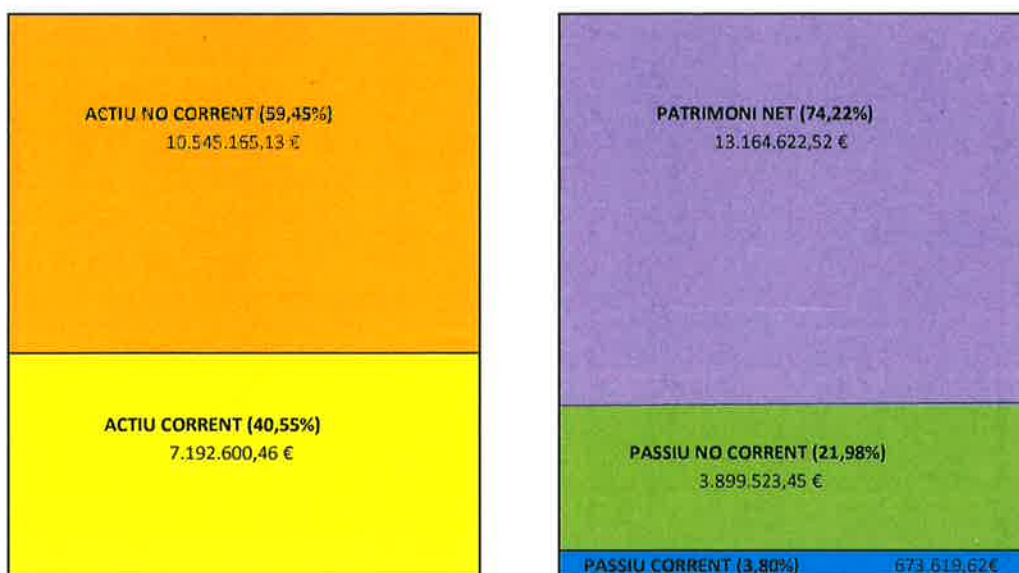 ACTIU NO CORRENT (59,45%)
10.545.165,13 €
ACTIU CORRENT (40,55%)
7.192.600,46 €
PATRIMONI NET (74,22%)
13.164.622,52 €
PASSIU NO CORRENT (21,98%)
3.899.523,45 €
PASSIU CORRENT (3,80%) 673.619,62€